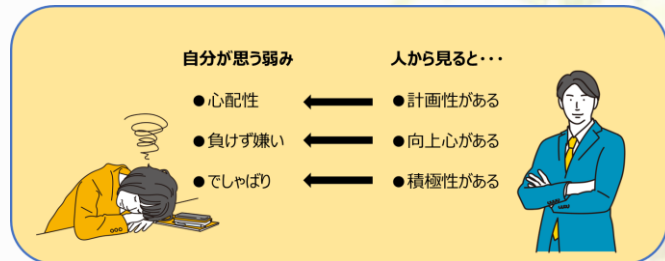 自分が思う弱み 人から見ると・・・
●心配性 ●計画性がある
●負けず嫌い ●向上心がある
●でしゃばり ●積極性がある